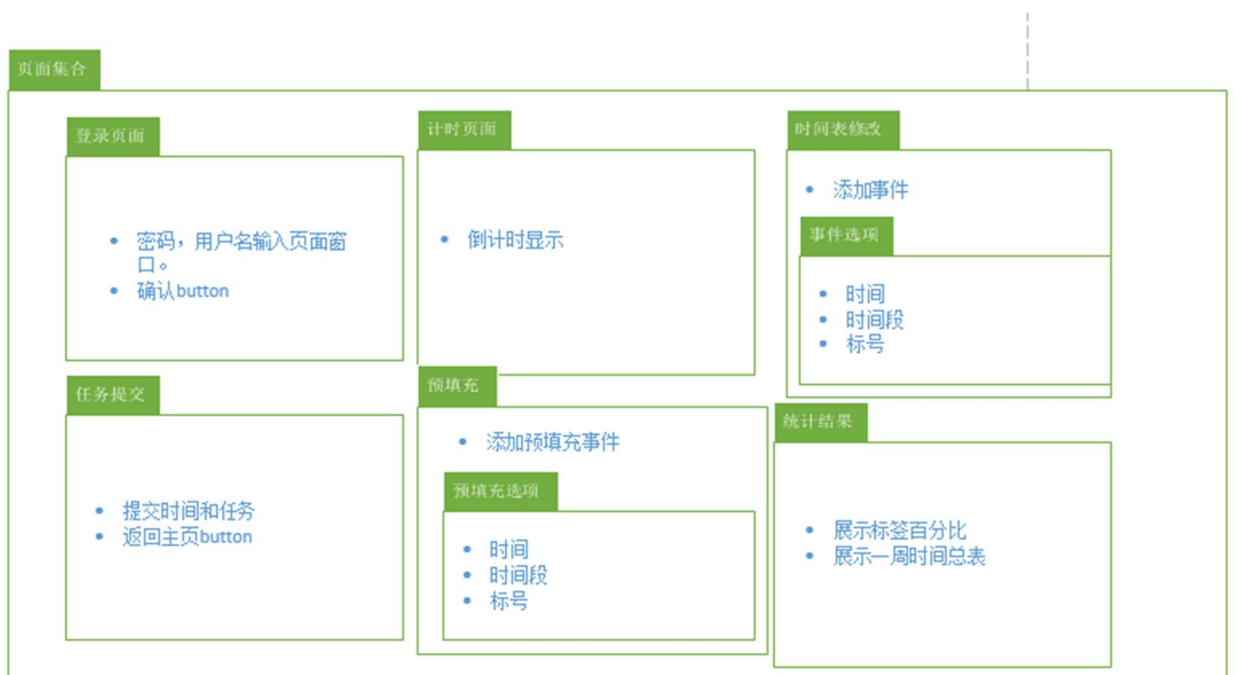 页面集合
登录页面
密码，用户名输入页面窗
口。
确认button
计时页面
倒计时显示
时间表修改
添加事件
事件选项
时间
时间段
标号
任务提交
提交时间和任务
返回主页button
预填充
添加预填充事件
预填充选项
时间
时间段
标号
统计结果
展示标签百分比
展示一周时间总表